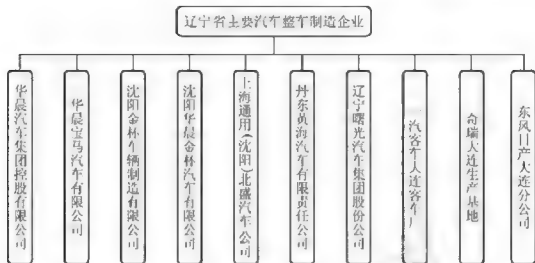 辽宁省主要汽车整车制造企业
华晨汽车集团控股有限公司
华晨宝马汽车有限公司
沈阳金杯车辆制造有限公司
沈阳华晨金杯汽车有限公司
上海通用(沈阳)北盛汽车公司
丹东黄海汽车有限责任公司
辽宁曙光汽车集团股份公司
汽客车大连客车厂
奇瑞大连生产基地
东风日产大连分公司